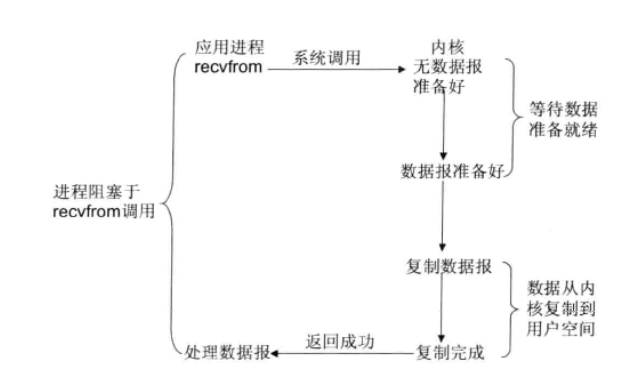 应用进程
recvfrom
系统调用
内核
无数据报
准备好
等待数据
准备就绪
数据报准备好
进程阻塞于
recvfrom调用
复制数据报
数据从内
核复制到
用户空间
处理数据报
返回成功
复制完成